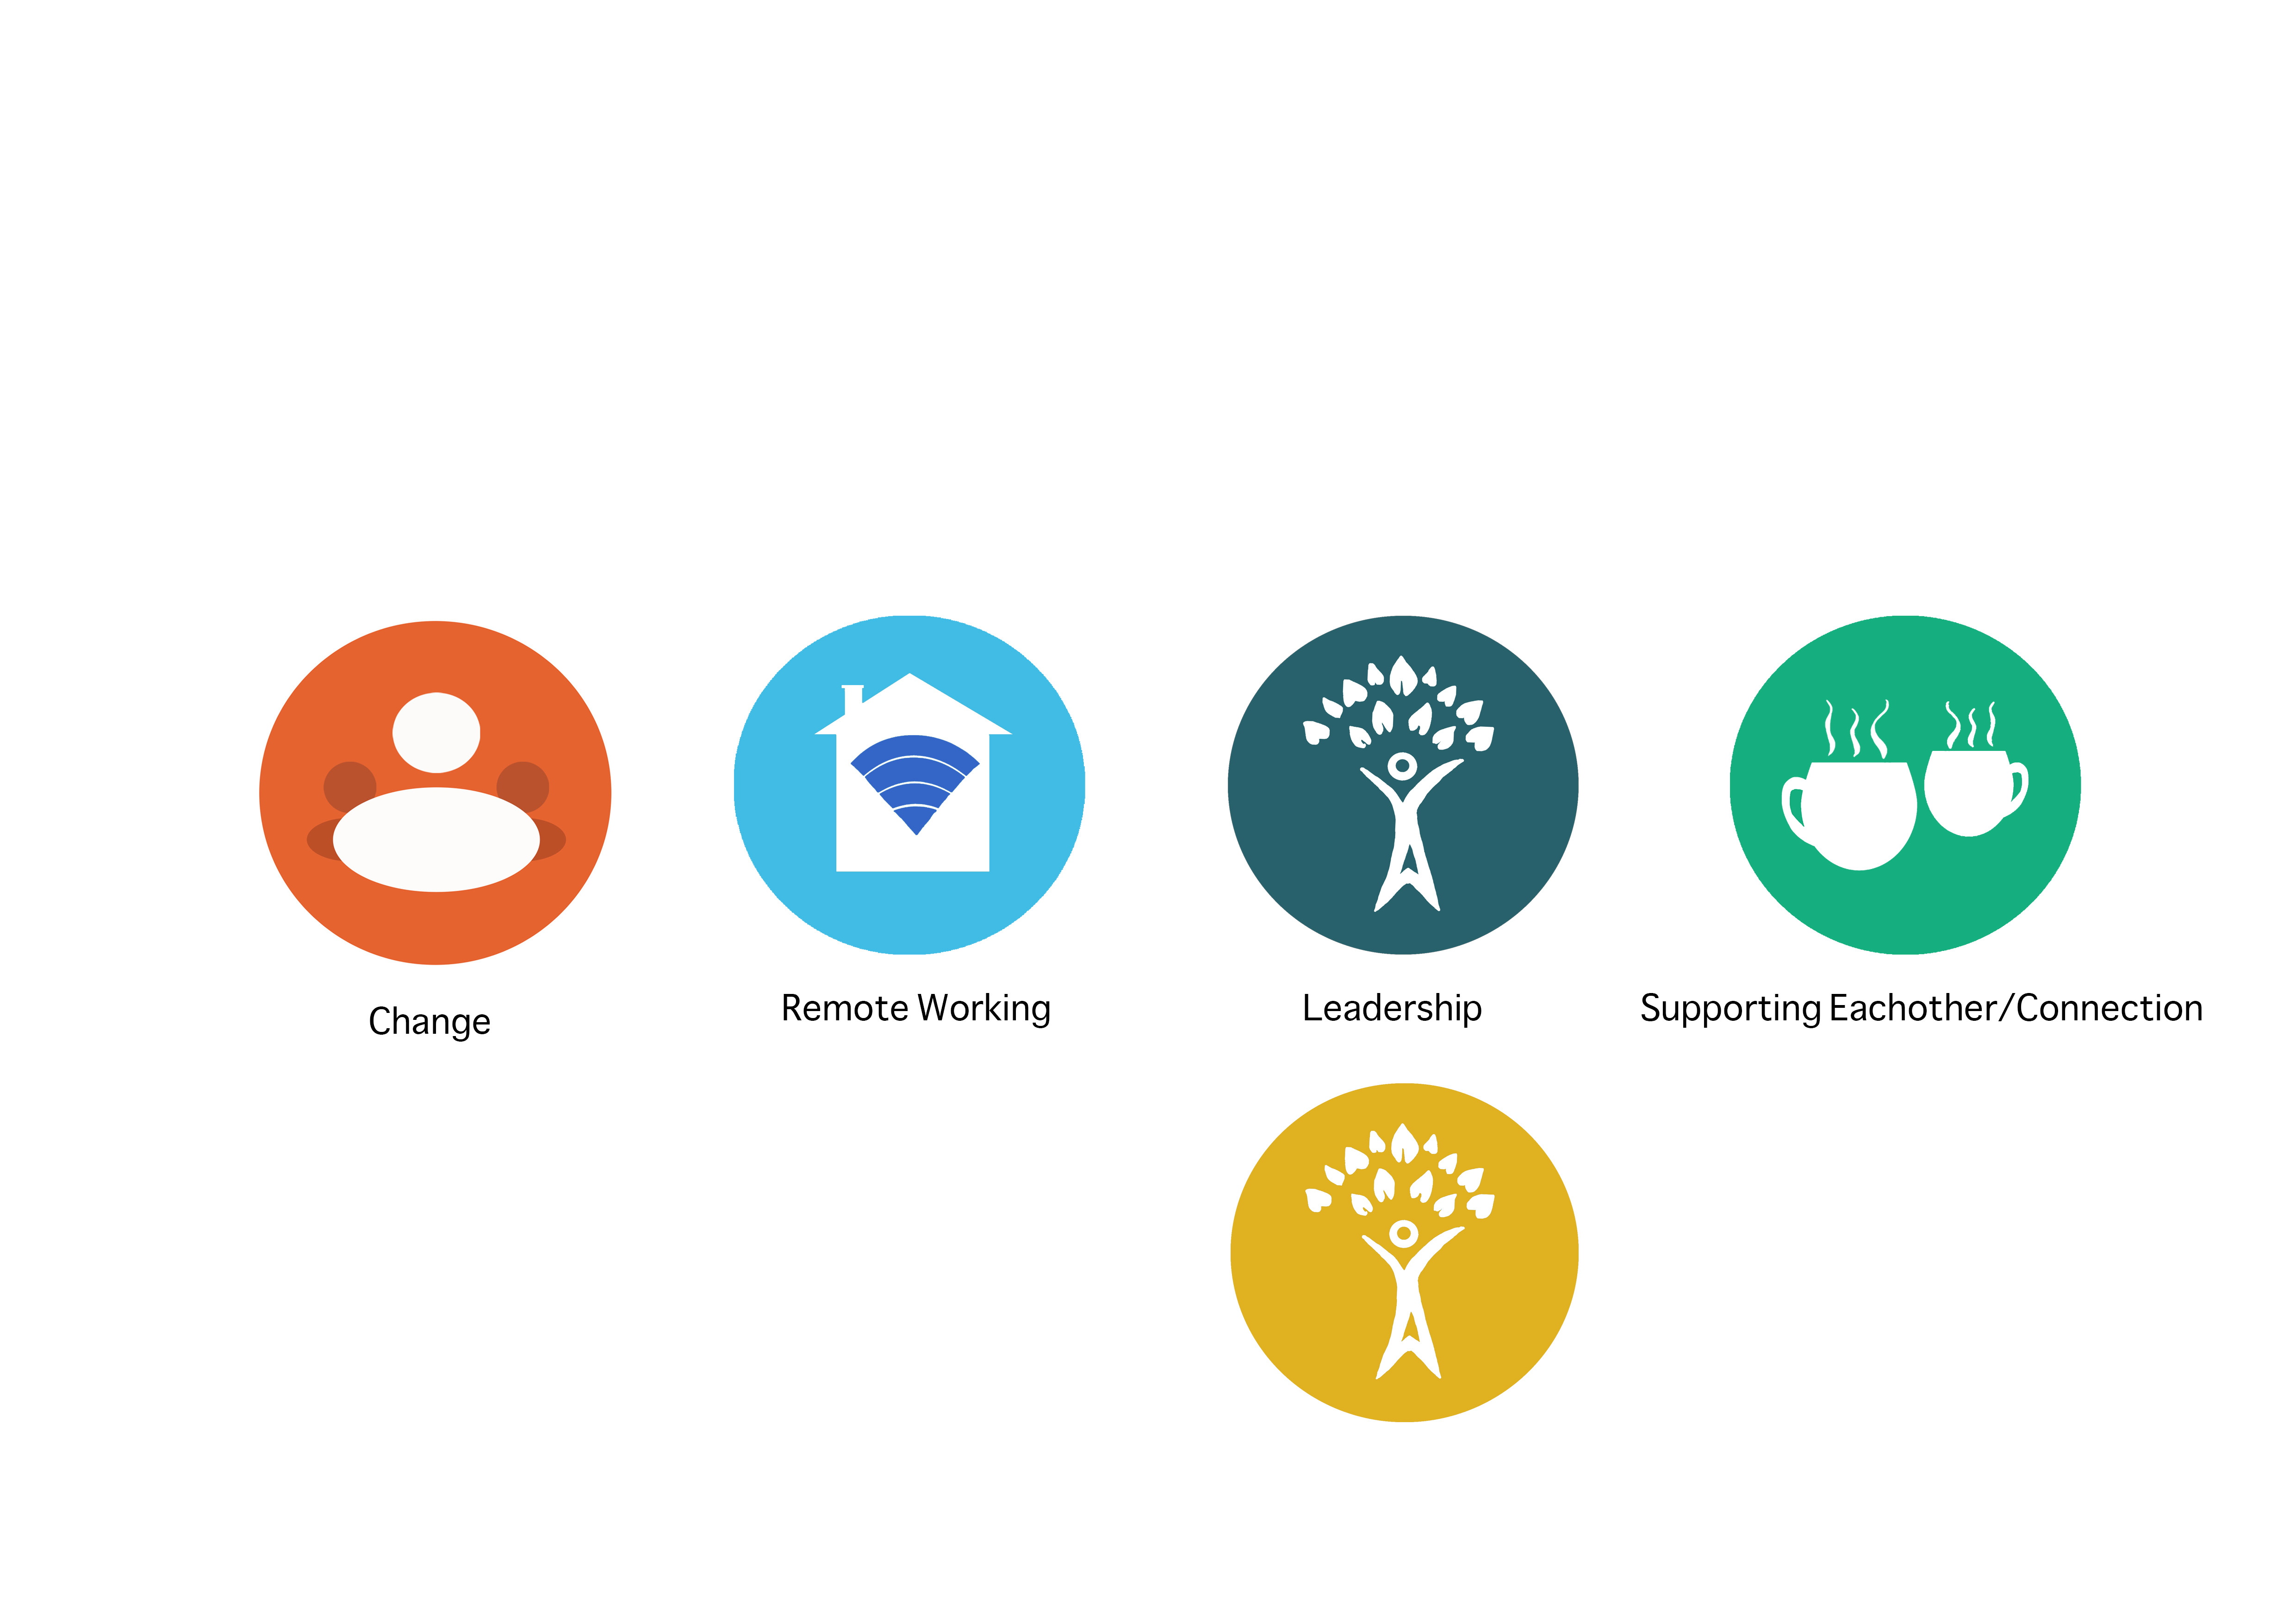 Change
Remote Working
Leadership
Supporting Eachother/Connection